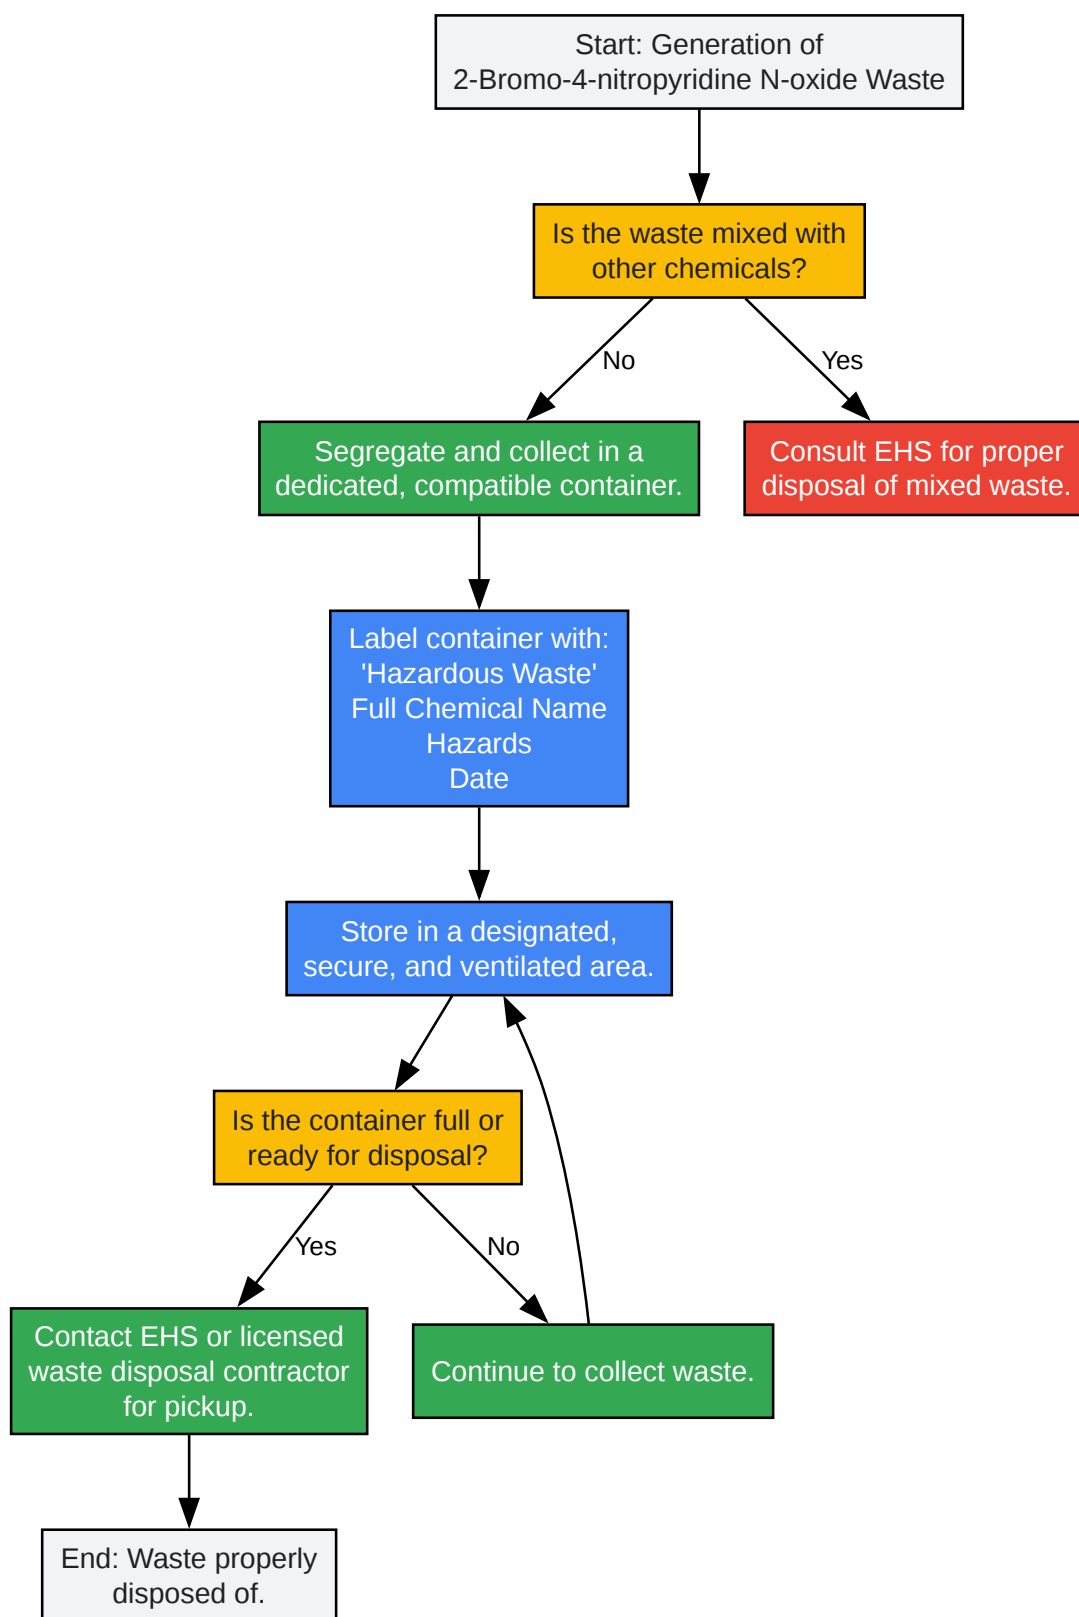 Start: Generation of
2-Bromo-4-nitropyridine N-oxide Waste
Is the waste mixed with
other chemicals?
No
Yes
Segregate and collect in a
dedicated, compatible container.
Consult EHS for proper
disposal of mixed waste.
Label container with:
'Hazardous Waste'
Full Chemical Name
Hazards
Date
Store in a designated,
secure, and ventilated area.
Is the container full or
ready for disposal?
Yes
No
Contact EHS or licensed
waste disposal contractor
for pickup.
Continue to collect waste.
End: Waste properly
disposed of.